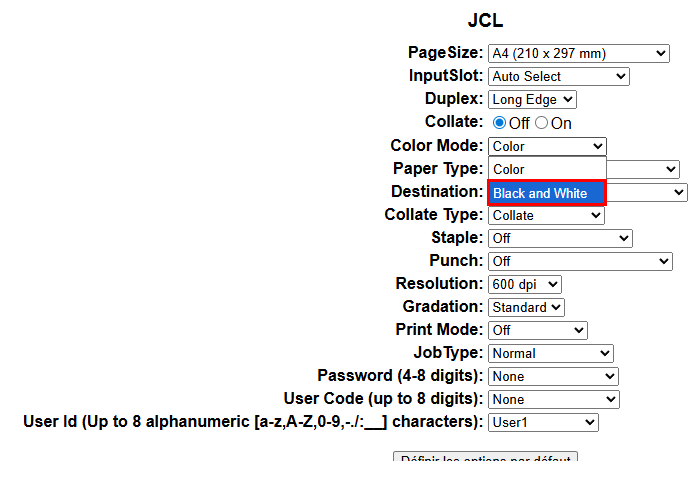 JCL
PageSize: A4 (210 x 297 mm)
InputSlot: Auto Select
Duplex: Long Edge
Collate: Off On
Color Mode: Color
Paper Type: Color
Destination: Black and White
Collate Type: Collate
Staple: Off
Punch: Off
Resolution: 600 dpi
Gradation: Standard
Print Mode: Off
JobType: Normal
Password (4-8 digits): None
User Code (up to 8 digits): None
User Id (Up to 8 alphanumeric [a-z,A-Z,0-9,-./:__] characters): User1
Définir les options par défaut